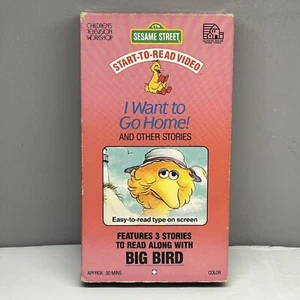 CHILDREN'S
TELEVISION
WORKSHOP
CTW
SESAME STREET
START-TO-READ VIDEO
I Want to
Go Home!
AND OTHER STORIES
Easy-to-read type on screen
FEATURES 3 STORIES
TO READ ALONG WITH
BIG BIRD
APPROX. 30 MINS.
COLOR